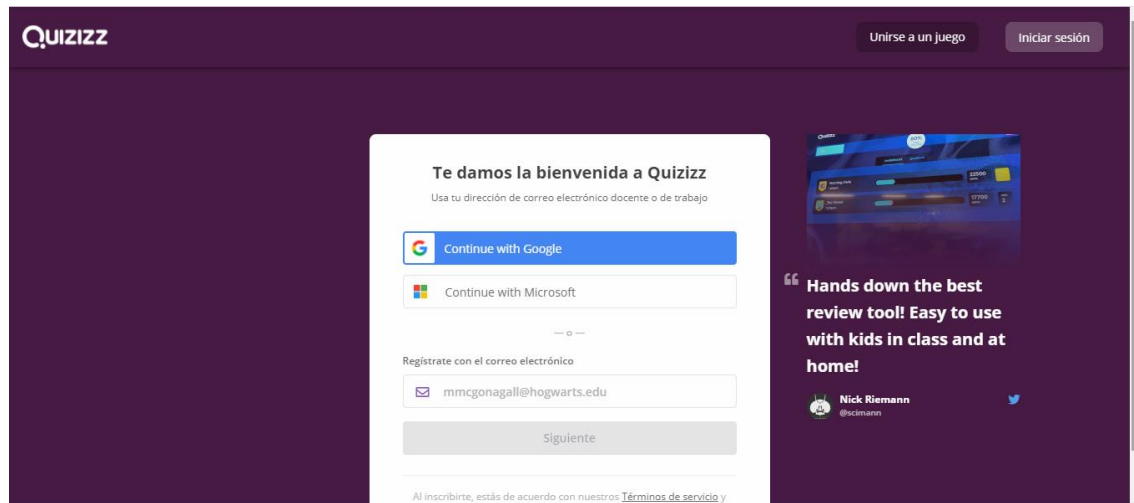 Quizizz
Unirse a un juego
Iniciar sesión
Te damos la bienvenida a Quizizz
Usa tu dirección de correo electrónico docente o de trabajo
Continue with Google
Continue with Microsoft
— o —
Regístrate con el correo electrónico
mmcgonagall@hogwarts.edu
Siguiente
Al inscribirte, estás de acuerdo con nuestros Términos de servicio y
22500
17700
“ Hands down the best
review tool! Easy to use
with kids in class and at
home!
Nick Riemann
@scimann